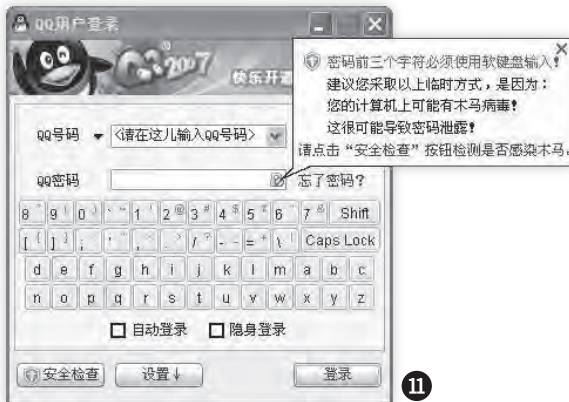 QQ用户登录
2007
快乐开
密码前三个字符必须使用软键盘输入!
建议您采取以上临时方式,是因为:
您的计算机上可能有木马病毒!
这很可能导致密码泄露!
请点击“安全检查”按钮检测是否感染木马。
QQ号码 <请在这儿输入QQ号码>
QQ密码 忘了密码?
8 * 9 ( 0 ) ` ~ 1 ! 2 @ 3 # 4 $ 5 % 6 ^ 7 & Shift
[ { ] } ; : ' " , < . > / ? - _ = + \ | Caps Lock
d e f g h i j k l m a b c
n o p q r s t u v w x y z
自动登录 隐身登录
安全检查 设置↓ 登录
11